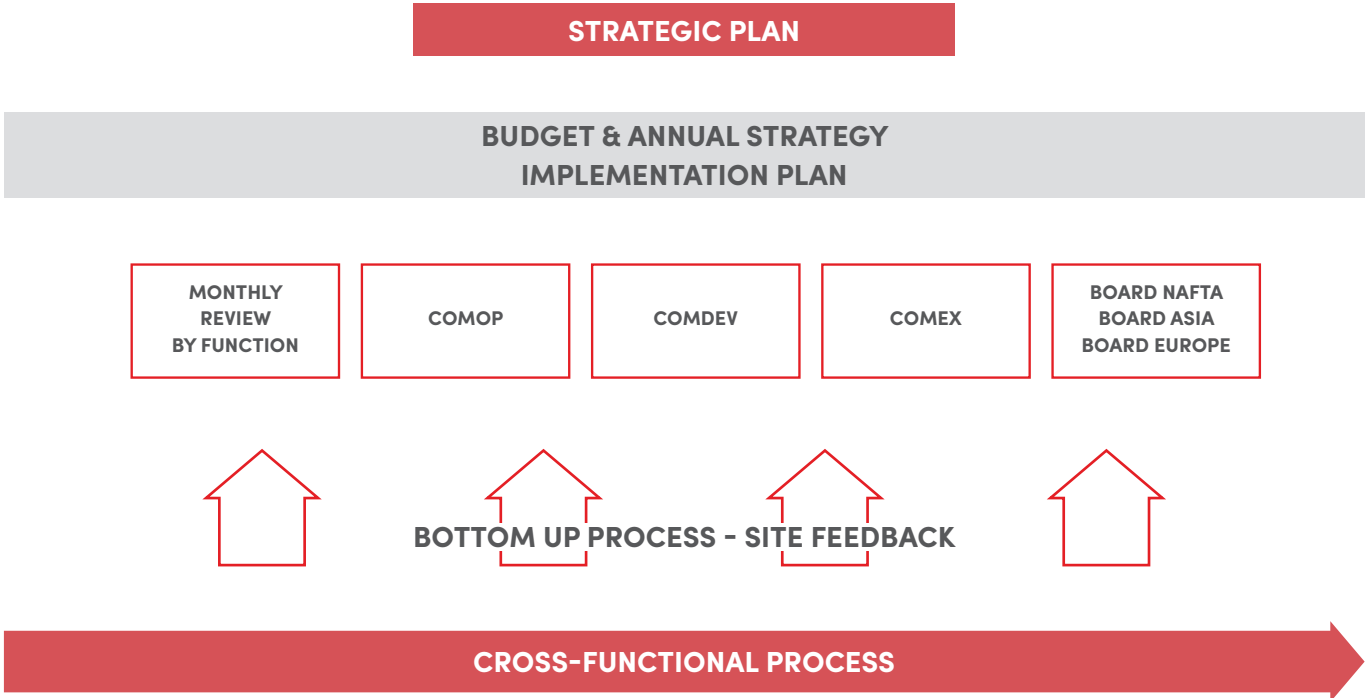 STRATEGIC PLAN
BUDGET & ANNUAL STRATEGY
IMPLEMENTATION PLAN
MONTHLY
REVIEW
BY FUNCTION
COMOP
COMDEV
COMEX
BOARD NAFTA
BOARD ASIA
BOARD EUROPE
BOTTOM UP PROCESS - SITE FEEDBACK
CROSS-FUNCTIONAL PROCESS